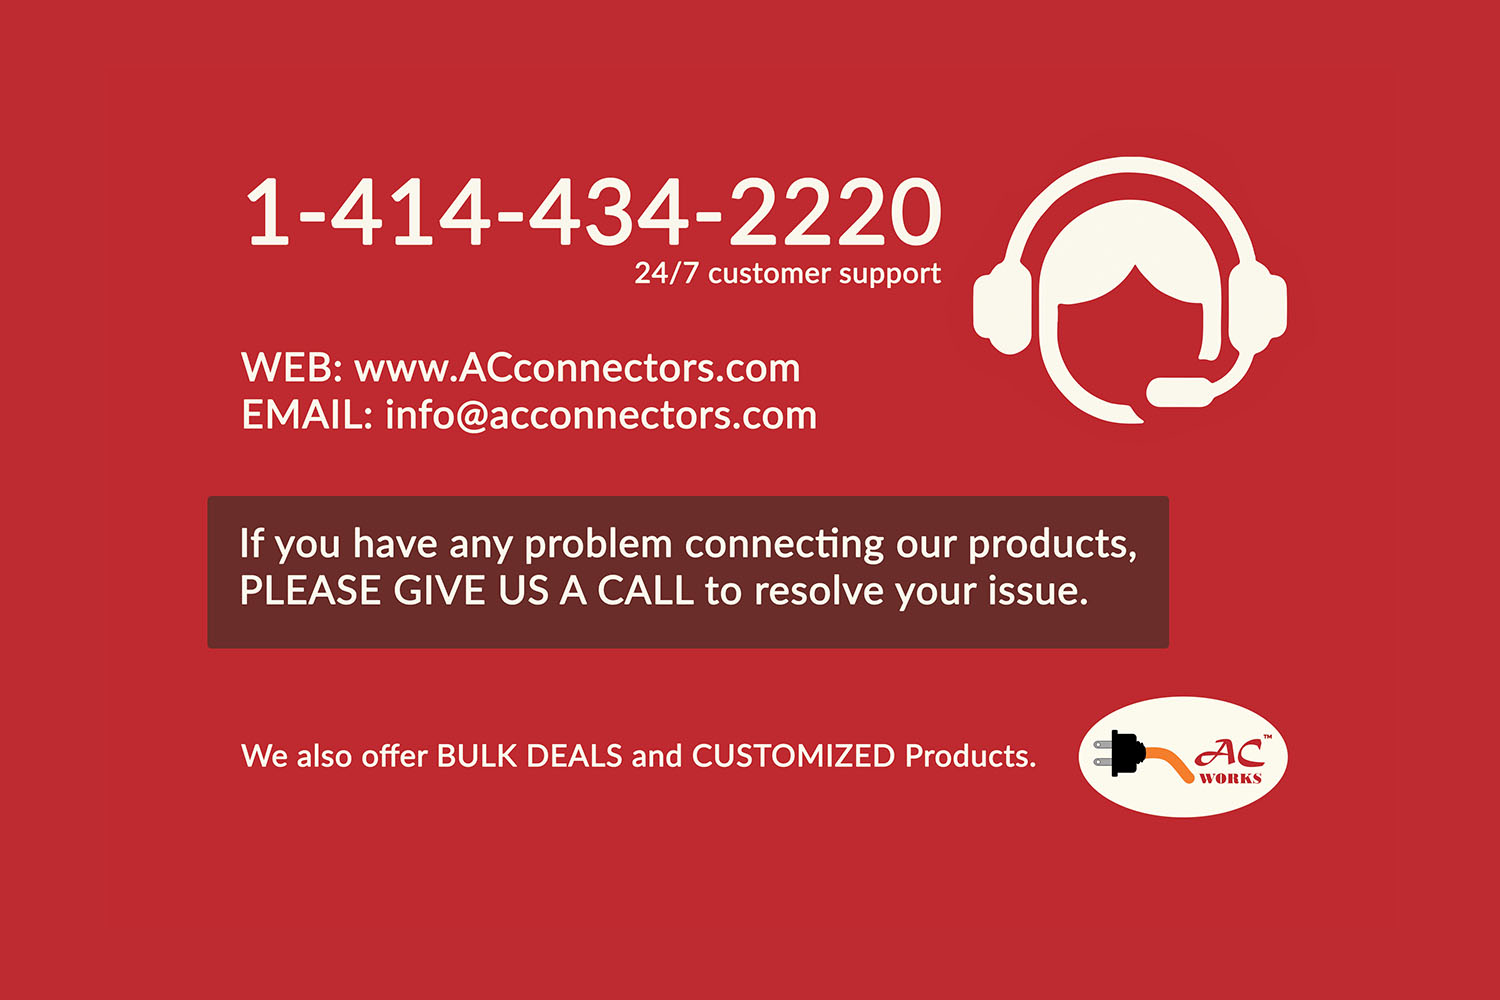 1-414-434-2220
24/7 customer support
WEB: www.ACconnectors.com
EMAIL: info@acconnectors.com
If you have any problem connecting our products,
PLEASE GIVE US A CALL to resolve your issue.
We also offer BULK DEALS and CUSTOMIZED Products.
AC™
WORKS